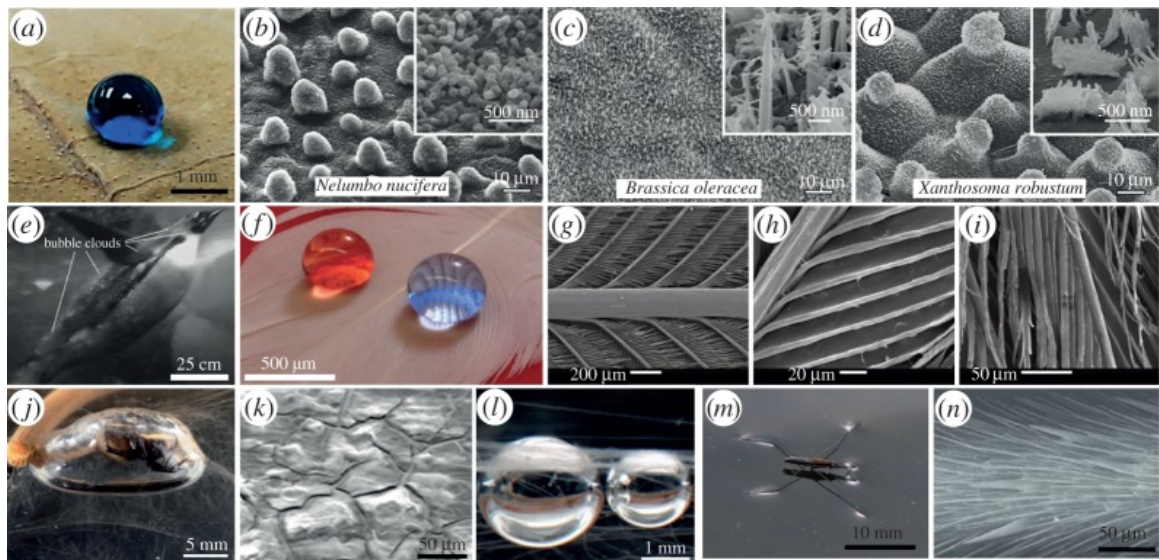 (a)
1 mm
(b)
500 nm
Nelumbo nucifera
10 µm
(c)
500 nm
Brassica oleracea
10 µm
(d)
500 nm
Xanthosoma robustum
10 µm
(e)
bubble clouds
25 cm
(f)
500 µm
(g)
200 µm
(h)
20 µm
(i)
50 µm
(j)
5 mm
(k)
50 µm
(l)
1 mm
(m)
10 mm
(n)
50 µm